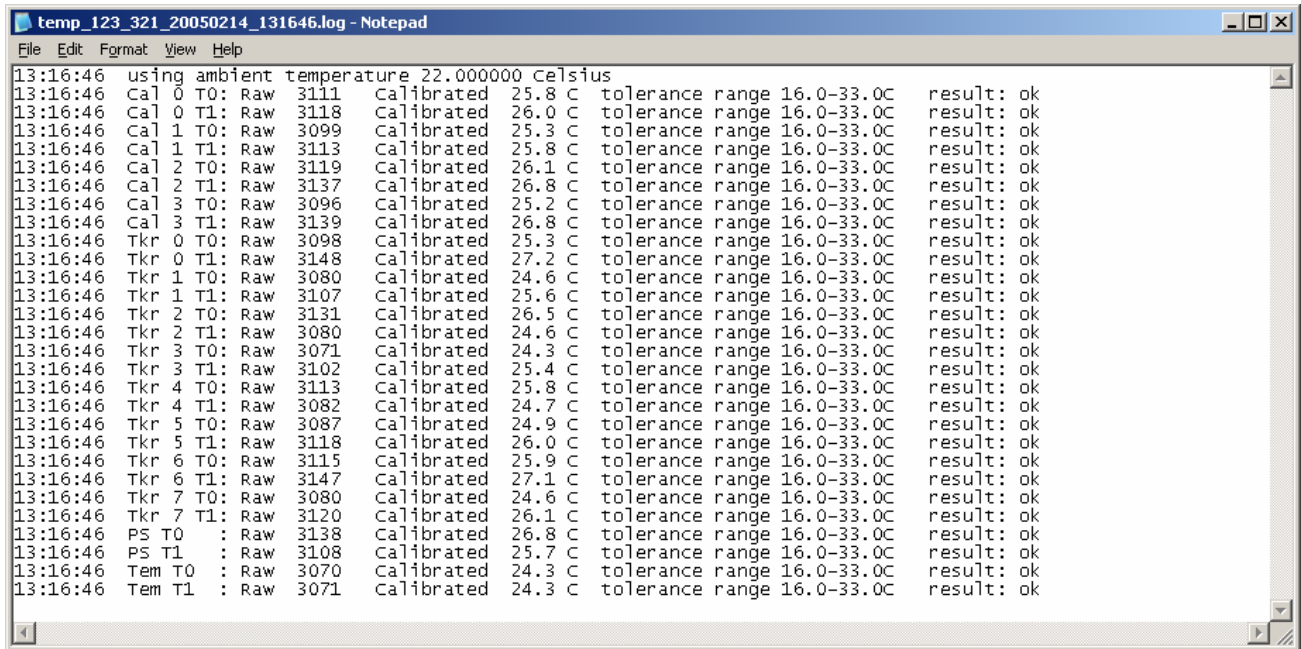 temp_123_321_20050214_131646.log - Notepad
File Edit Format View Help
13:16:46 using ambient temperature 22.000000 Celsius
13:16:46 Cal 0 T0: Raw 3111 Calibrated 25.8 C tolerance range 16.0-33.0C result: ok
13:16:46 Cal 0 T1: Raw 3118 Calibrated 26.0 C tolerance range 16.0-33.0C result: ok
13:16:46 Cal 1 T0: Raw 3099 Calibrated 25.3 C tolerance range 16.0-33.0C result: ok
13:16:46 Cal 1 T1: Raw 3113 Calibrated 25.8 C tolerance range 16.0-33.0C result: ok
13:16:46 Cal 2 T0: Raw 3119 Calibrated 26.1 C tolerance range 16.0-33.0C result: ok
13:16:46 Cal 2 T1: Raw 3137 Calibrated 26.8 C tolerance range 16.0-33.0C result: ok
13:16:46 Cal 3 T0: Raw 3096 Calibrated 25.2 C tolerance range 16.0-33.0C result: ok
13:16:46 Cal 3 T1: Raw 3139 Calibrated 26.8 C tolerance range 16.0-33.0C result: ok
13:16:46 Tkr 0 T0: Raw 3098 Calibrated 25.3 C tolerance range 16.0-33.0C result: ok
13:16:46 Tkr 0 T1: Raw 3148 Calibrated 27.2 C tolerance range 16.0-33.0C result: ok
13:16:46 Tkr 1 T0: Raw 3080 Calibrated 24.6 C tolerance range 16.0-33.0C result: ok
13:16:46 Tkr 1 T1: Raw 3107 Calibrated 25.6 C tolerance range 16.0-33.0C result: ok
13:16:46 Tkr 2 T0: Raw 3131 Calibrated 26.5 C tolerance range 16.0-33.0C result: ok
13:16:46 Tkr 2 T1: Raw 3080 Calibrated 24.6 C tolerance range 16.0-33.0C result: ok
13:16:46 Tkr 3 T0: Raw 3071 Calibrated 24.3 C tolerance range 16.0-33.0C result: ok
13:16:46 Tkr 3 T1: Raw 3102 Calibrated 25.4 C tolerance range 16.0-33.0C result: ok
13:16:46 Tkr 4 T0: Raw 3113 Calibrated 25.8 C tolerance range 16.0-33.0C result: ok
13:16:46 Tkr 4 T1: Raw 3082 Calibrated 24.7 C tolerance range 16.0-33.0C result: ok
13:16:46 Tkr 5 T0: Raw 3087 Calibrated 24.9 C tolerance range 16.0-33.0C result: ok
13:16:46 Tkr 5 T1: Raw 3118 Calibrated 26.0 C tolerance range 16.0-33.0C result: ok
13:16:46 Tkr 6 T0: Raw 3115 Calibrated 25.9 C tolerance range 16.0-33.0C result: ok
13:16:46 Tkr 6 T1: Raw 3147 Calibrated 27.1 C tolerance range 16.0-33.0C result: ok
13:16:46 Tkr 7 T0: Raw 3080 Calibrated 24.6 C tolerance range 16.0-33.0C result: ok
13:16:46 Tkr 7 T1: Raw 3120 Calibrated 26.1 C tolerance range 16.0-33.0C result: ok
13:16:46 PS T0 : Raw 3138 Calibrated 26.8 C tolerance range 16.0-33.0C result: ok
13:16:46 PS T1 : Raw 3108 Calibrated 25.7 C tolerance range 16.0-33.0C result: ok
13:16:46 Tem T0 : Raw 3070 Calibrated 24.3 C tolerance range 16.0-33.0C result: ok
13:16:46 Tem T1 : Raw 3071 Calibrated 24.3 C tolerance range 16.0-33.0C result: ok